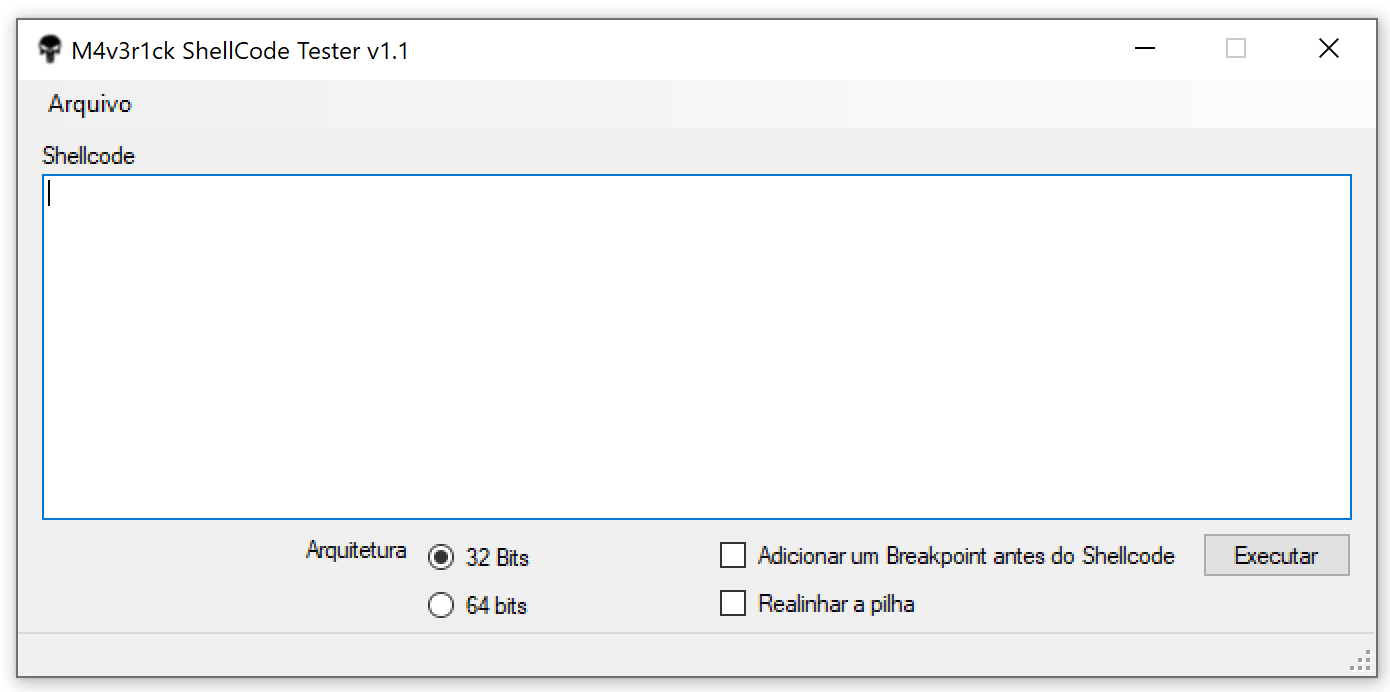 M4v3r1ck ShellCode Tester v1.1
Arquivo
Shellcode
Arquitetura
32 Bits
64 bits
Adicionar um Breakpoint antes do Shellcode
Realinhar a pilha
Executar